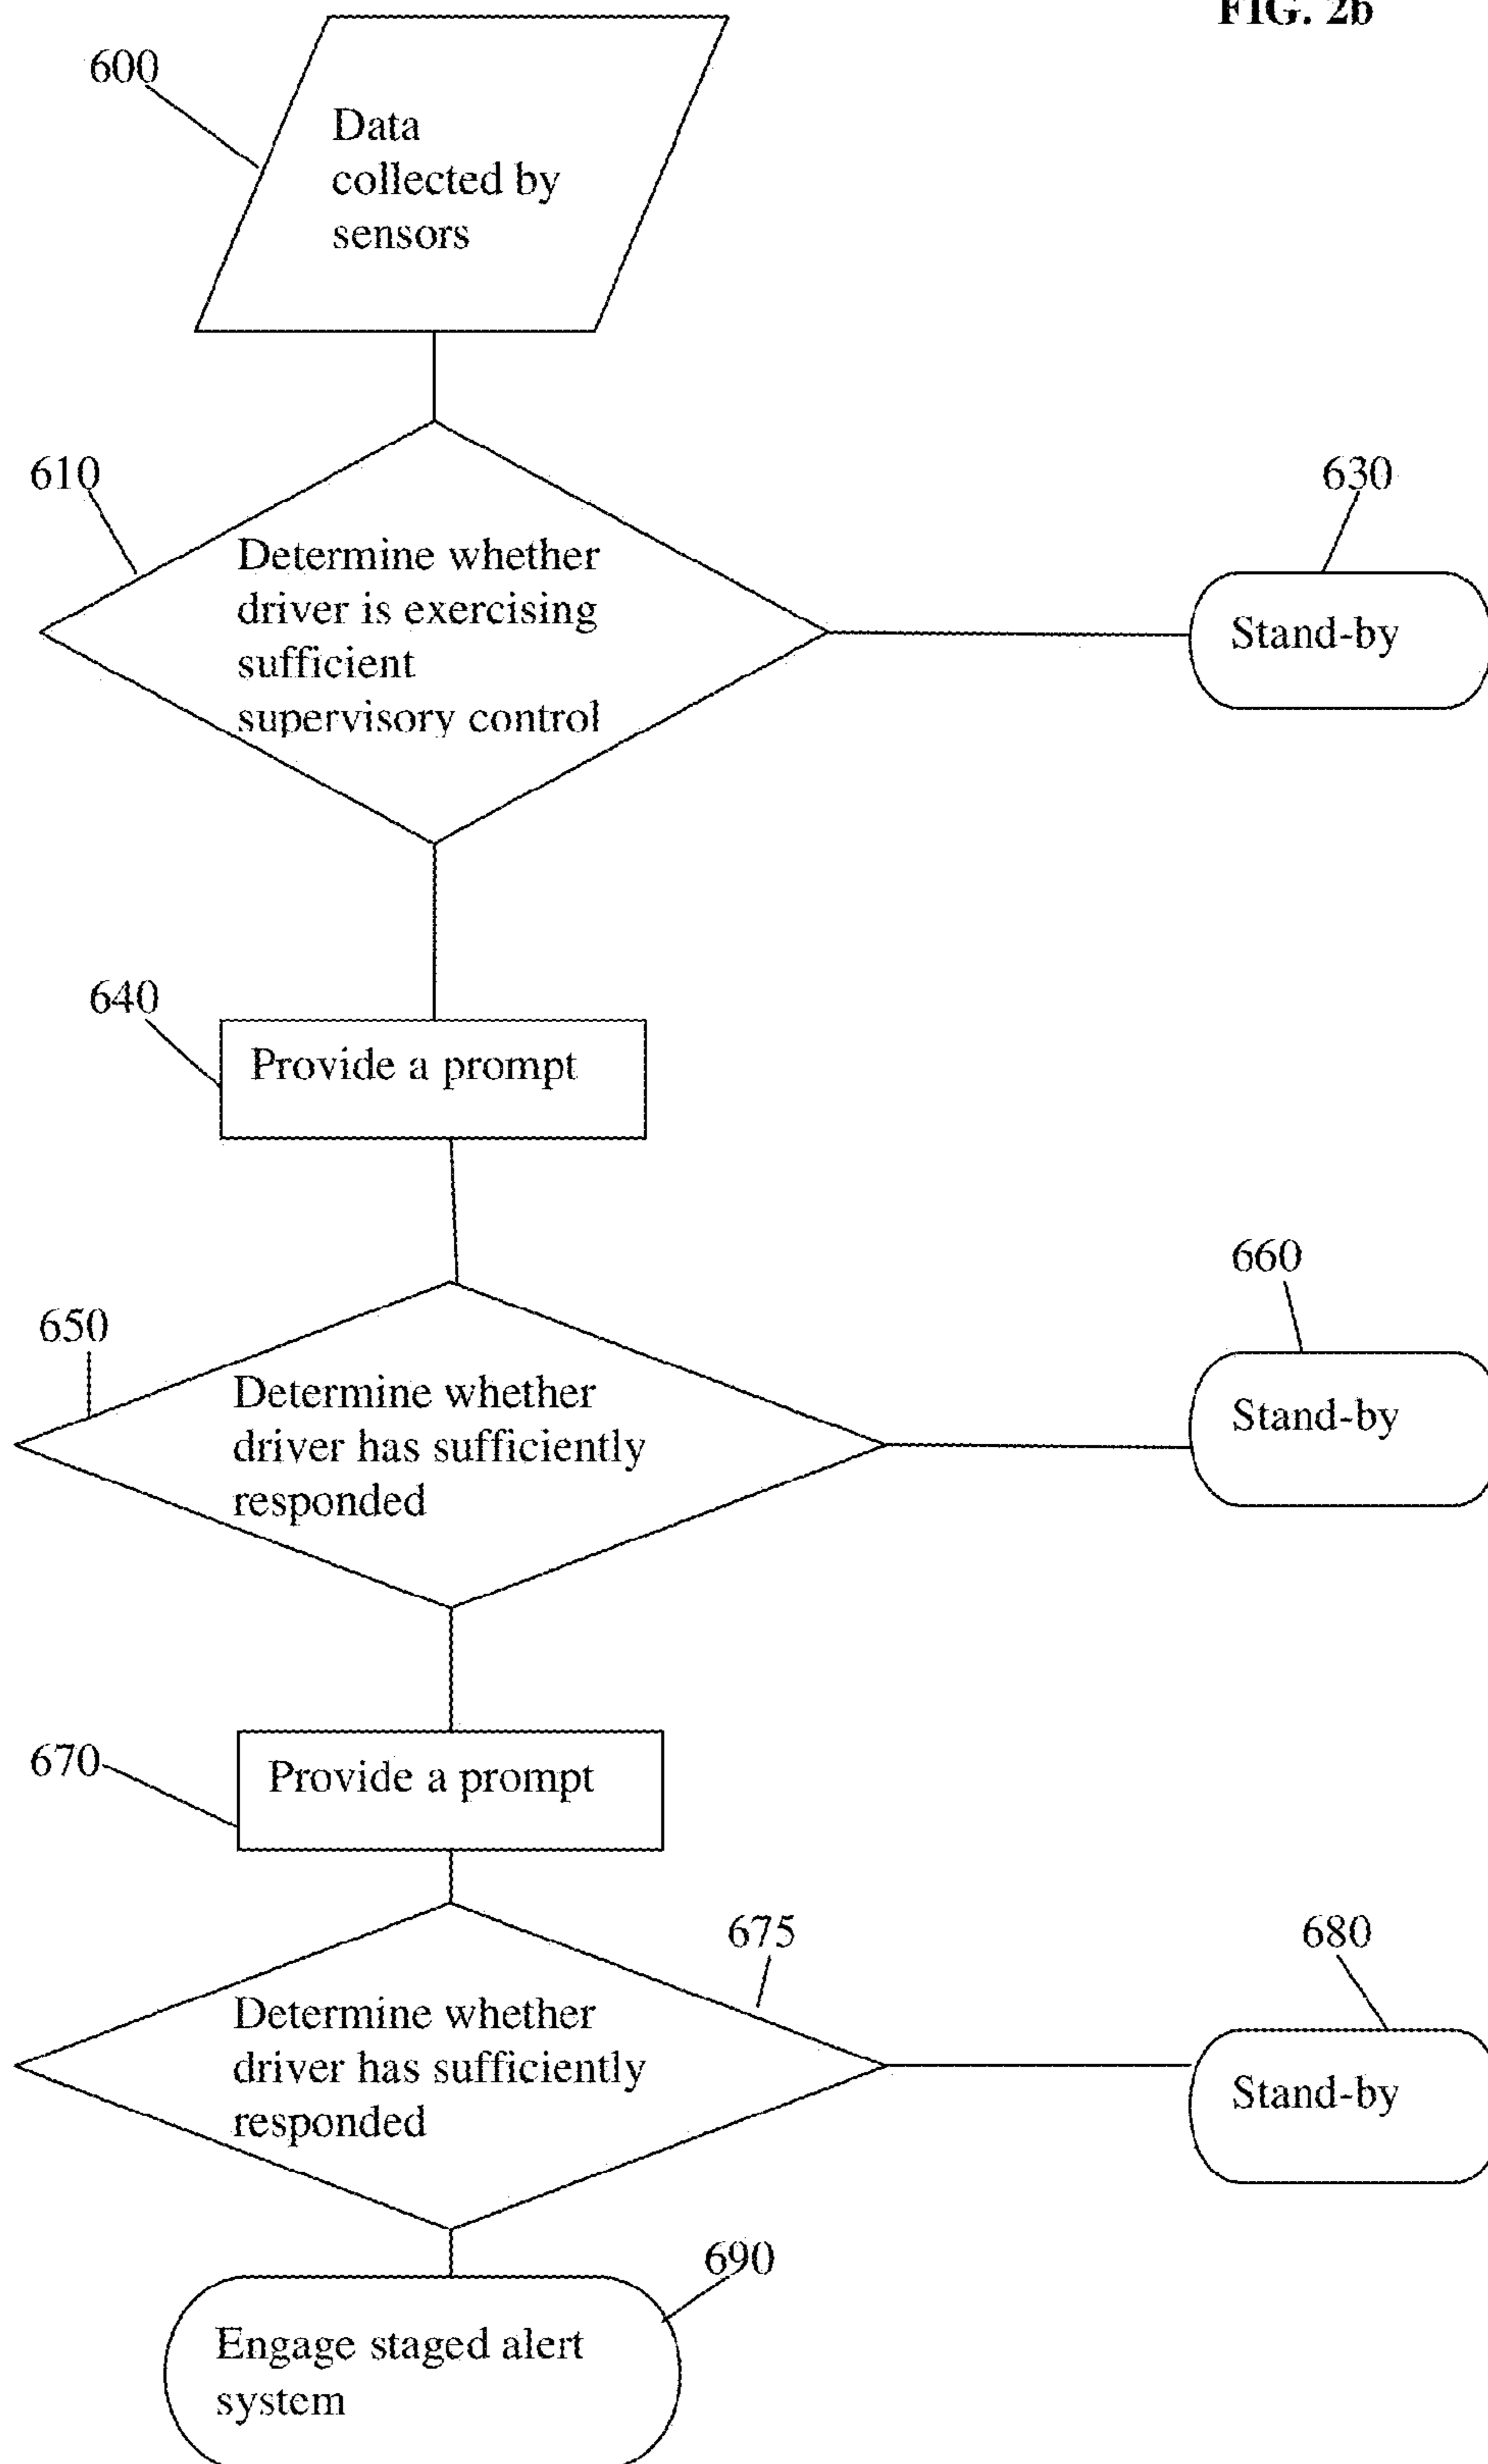 FIG. 2b
600
Data
collected by
sensors
610
630
Determine whether
driver is exercising
sufficient
supervisory control
Stand-by
640
Provide a prompt
660
650
Determine whether
driver has sufficiently
responded
Stand-by
670
Provide a prompt
675
680
Determine whether
driver has sufficiently
responded
Stand-by
690
Engage staged alert
system